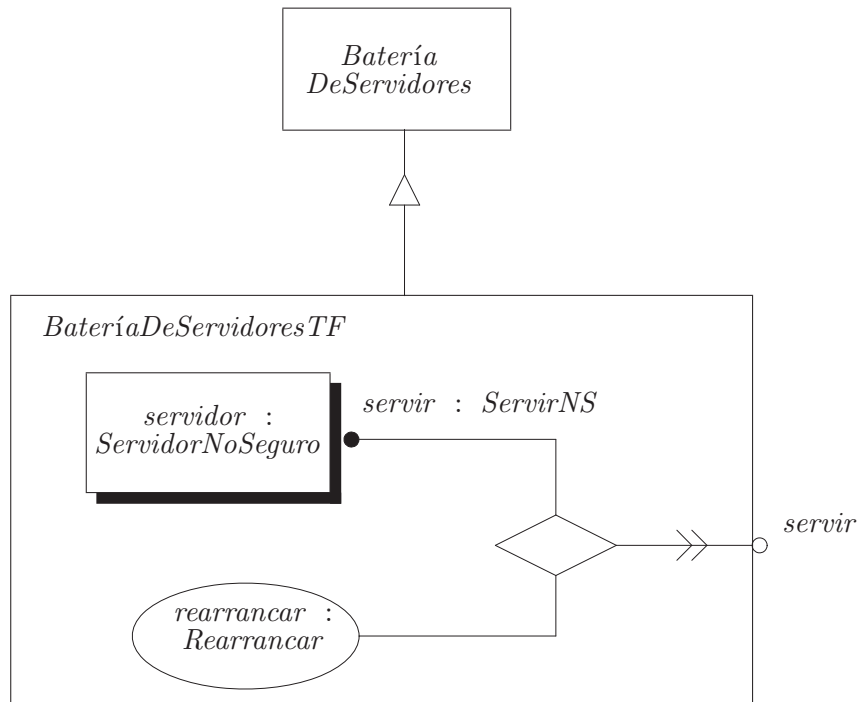 Batería
DeServidores
BateríaDeServidoresTF
servidor :
ServidorNoSeguro
servir : ServirNS
servir
rearrancar :
Rearrancar